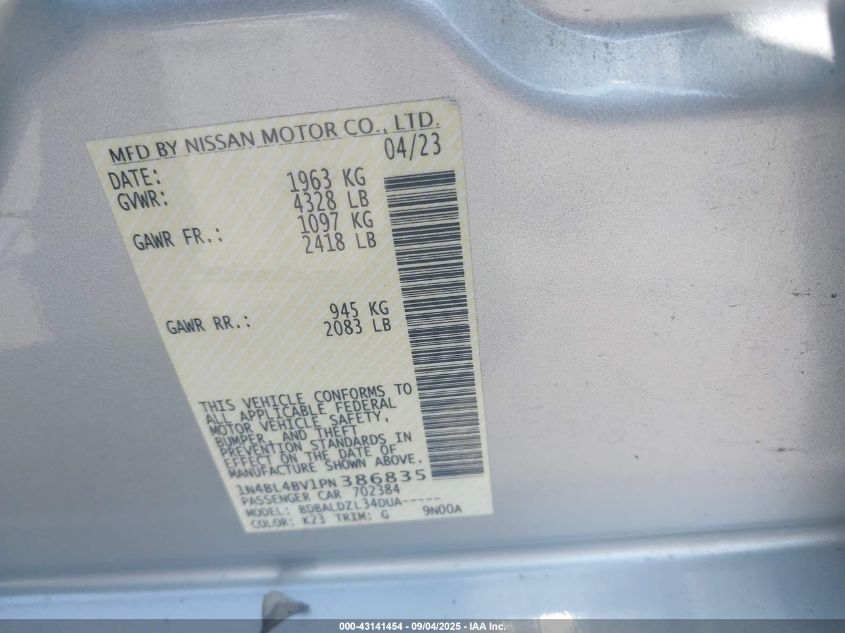 MFD BY NISSAN MOTOR CO., LTD.
DATE: 04/23
GVWR: 1963 KG
4328 LB
GAWR FR.: 1097 KG
2418 LB
GAWR RR.: 945 KG
2083 LB
THIS VEHICLE CONFORMS TO
ALL APPLICABLE FEDERAL
MOTOR VEHICLE SAFETY,
BUMPER, AND THEFT
PREVENTION STANDARDS IN
EFFECT ON THE DATE OF
MANUFACTURE SHOWN ABOVE.
1N4BL4BV1PN386835
PASSENGER CAR 702384
MODEL: BDBALDZL34DUA-----
COLOR: K23 TRIM: G 9N00A
000-43141454 - 09/04/2025 - IAA Inc.